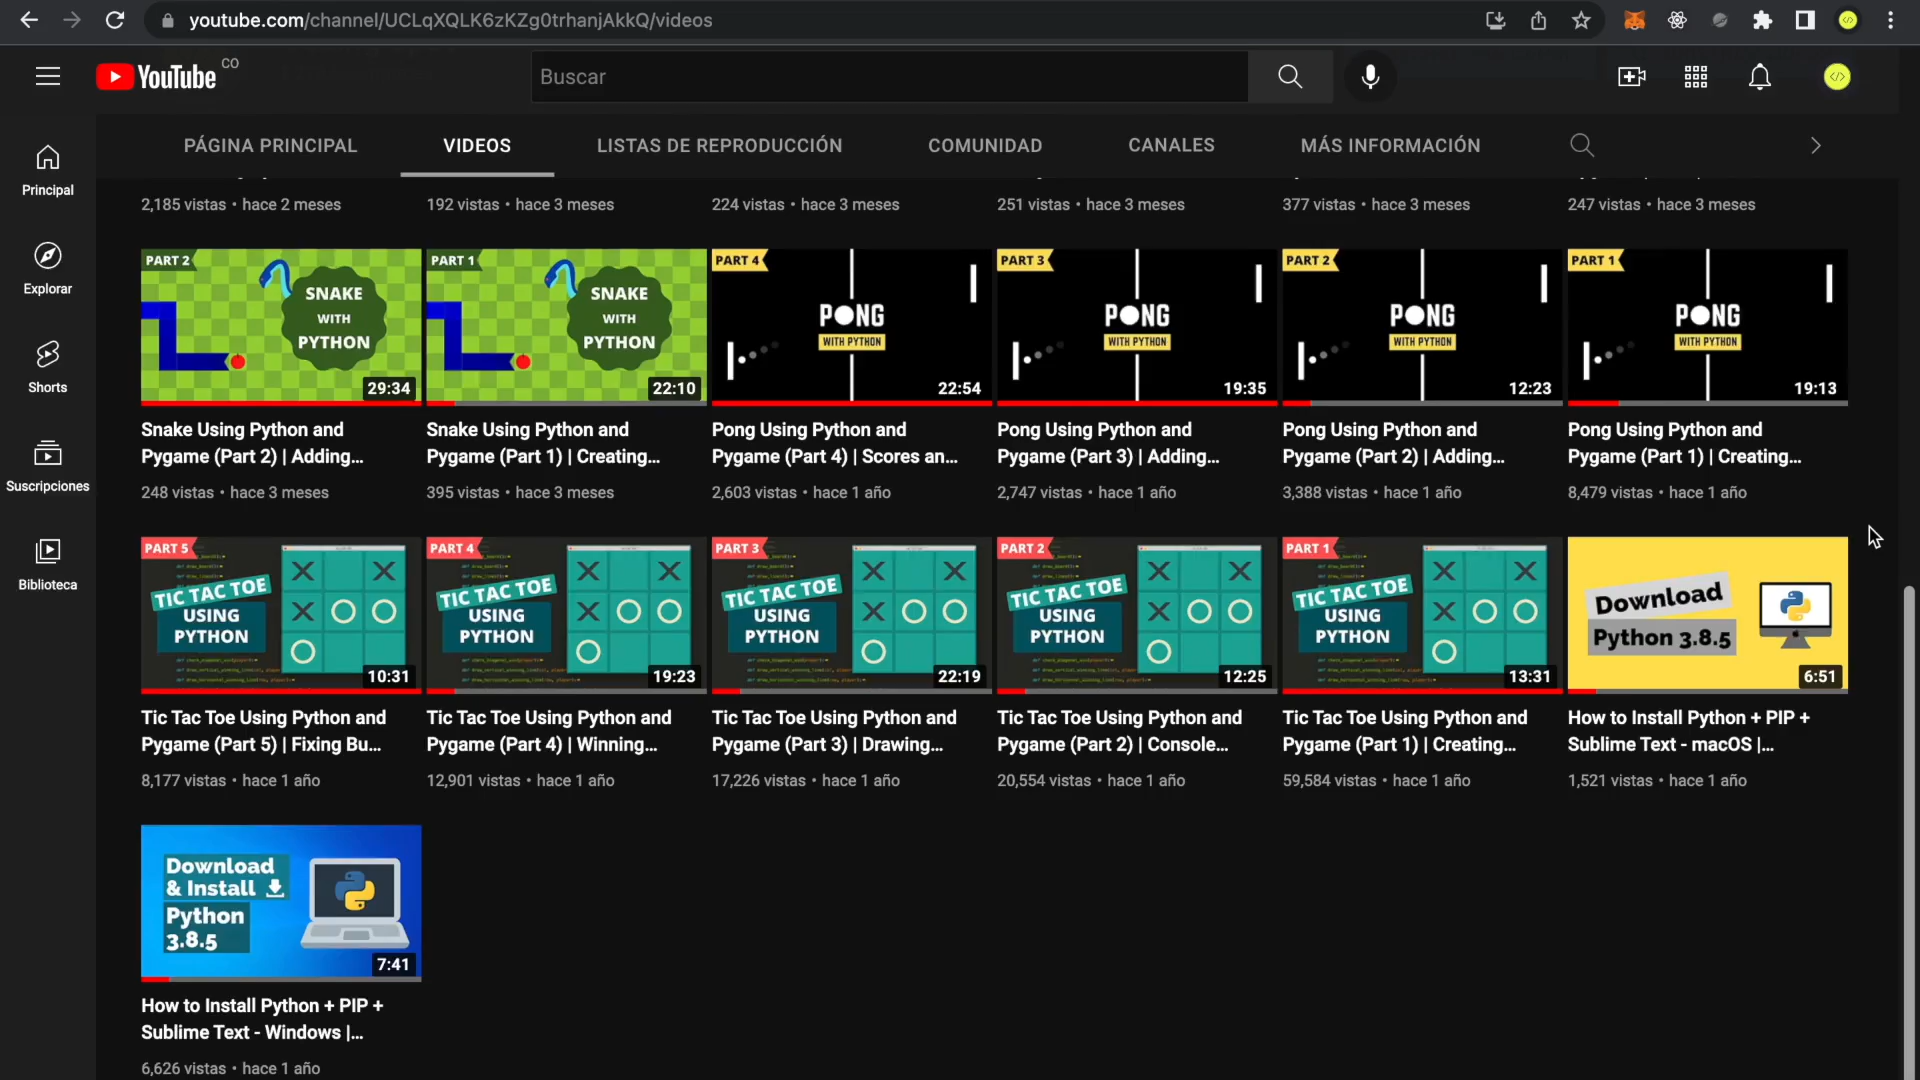 youtube.com/channel/UCLqXQLK6zKZg0trhanjAkkQ/videos
YouTube CO
Buscar
PÁGINA PRINCIPAL VIDEOS LISTAS DE REPRODUCCIÓN COMUNIDAD CANALES MÁS INFORMACIÓN
Principal
Explorar
Shorts
Suscripciones
Biblioteca
2,185 vistas • hace 2 meses
192 vistas • hace 3 meses
224 vistas • hace 3 meses
251 vistas • hace 3 meses
377 vistas • hace 3 meses
247 vistas • hace 3 meses
PART 2
SNAKE
WITH
PYTHON
29:34
Snake Using Python and
Pygame (Part 2) | Adding...
248 vistas • hace 3 meses
PART 1
SNAKE
WITH
PYTHON
22:10
Snake Using Python and
Pygame (Part 1) | Creating...
395 vistas • hace 3 meses
PART 4
PONG
WITH PYTHON
22:54
Pong Using Python and
Pygame (Part 4) | Scores an...
2,603 vistas • hace 1 año
PART 3
PONG
WITH PYTHON
19:35
Pong Using Python and
Pygame (Part 3) | Adding...
2,747 vistas • hace 1 año
PART 2
PONG
WITH PYTHON
12:23
Pong Using Python and
Pygame (Part 2) | Adding...
3,388 vistas • hace 1 año
PART 1
PONG
WITH PYTHON
19:13
Pong Using Python and
Pygame (Part 1) | Creating...
8,479 vistas • hace 1 año
PART 5
TIC TAC TOE
USING
PYTHON
10:31
Tic Tac Toe Using Python and
Pygame (Part 5) | Fixing Bu...
8,177 vistas • hace 1 año
PART 4
TIC TAC TOE
USING
PYTHON
19:23
Tic Tac Toe Using Python and
Pygame (Part 4) | Winning...
12,901 vistas • hace 1 año
PART 3
TIC TAC TOE
USING
PYTHON
22:19
Tic Tac Toe Using Python and
Pygame (Part 3) | Drawing...
17,226 vistas • hace 1 año
PART 2
TIC TAC TOE
USING
PYTHON
12:25
Tic Tac Toe Using Python and
Pygame (Part 2) | Console...
20,554 vistas • hace 1 año
PART 1
TIC TAC TOE
USING
PYTHON
13:31
Tic Tac Toe Using Python and
Pygame (Part 1) | Creating...
59,584 vistas • hace 1 año
Download
Python 3.8.5
6:51
How to Install Python + PIP +
Sublime Text - macOS |...
1,521 vistas • hace 1 año
Download
& Install
Python
3.8.5
7:41
How to Install Python + PIP +
Sublime Text - Windows |...
6,626 vistas • hace 1 año